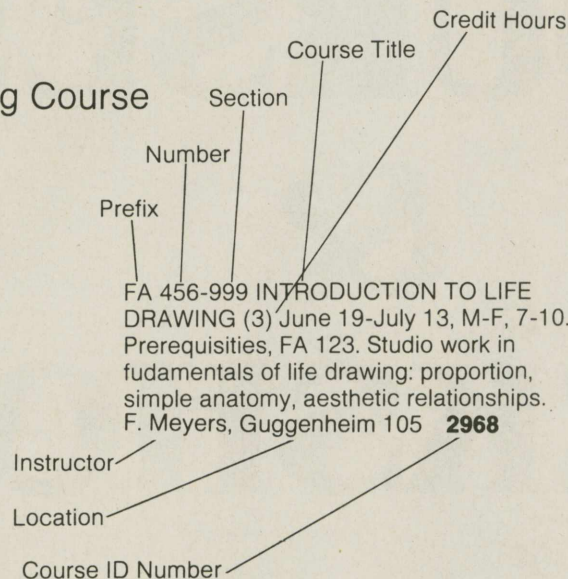 Credit Hours
Course Title
g Course
Section
Number
Prefix
FA 456-999 INTRODUCTION TO LIFE
DRAWING (3) June 19-July 13, M-F, 7-10.
Prerequisities, FA 123. Studio work in
fudamentals of life drawing: proportion,
simple anatomy, aesthetic relationships.
F. Meyers, Guggenheim 105 2968
Instructor
Location
Course ID Number